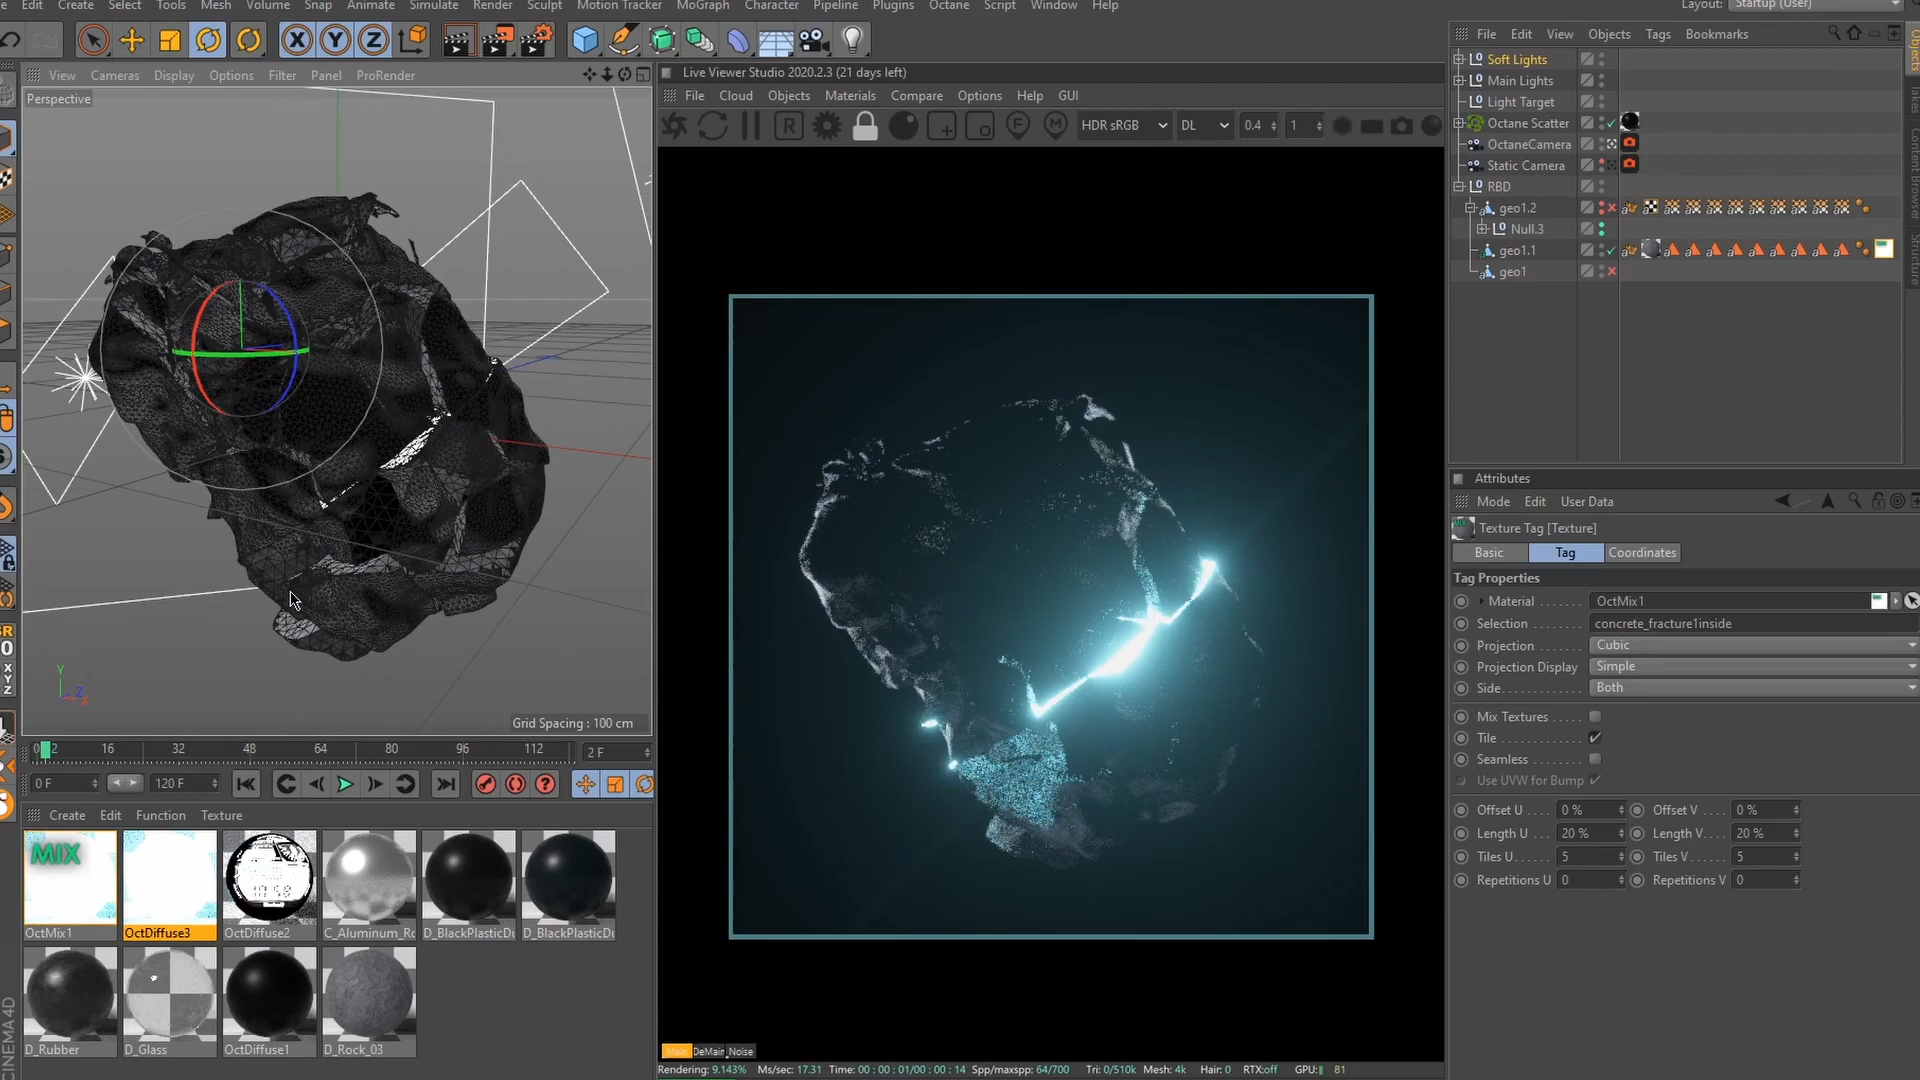 Edit Create Select Tools Mesh Volume Snap Animate Simulate Render Sculpt Motion Tracker MoGraph Character Pipeline Plugins Octane Script Window Help Layout: Startup (User)
X Y Z
File Edit View Objects Tags Bookmarks
View Cameras Display Options Filter Panel ProRender
Live Viewer Studio 2020.2.3 (21 days left)
Perspective
File Cloud Objects Materials Compare Options Help GUI
HDR sRGB DL 0.4 1
Soft Lights
Main Lights
Light Target
Octane Scatter
OctaneCamera
Static Camera
RBD
geo1.2
Null.3
geo1.1
geo1
Objects
Takes
Content Browser
Structure
Attributes
Mode Edit User Data
Texture Tag [Texture]
Basic Tag Coordinates
Tag Properties
Material OctMix1
Selection concrete_fracture1inside
Projection Cubic
Projection Display Simple
Side Both
Mix Textures
Tile
Seamless
Use UVW for Bump
Offset U 0 % Offset V 0 %
Length U 20 % Length V 20 %
Tiles U 5 Tiles V 5
Repetitions U 0 Repetitions V 0
Y
Z
X
Grid Spacing : 100 cm
0 2 16 32 48 64 80 96 112 2 F
0 F 120 F
Create Edit Function Texture
MIX
OctMix1 OctDiffuse3 OctDiffuse2 C_Aluminum_Ro D_BlackPlasticDu D_BlackPlasticDu
D_Rubber D_Glass OctDiffuse1 D_Rock_03
CINEMA 4D
Main DeMain Noise
Rendering: 9.143% Ms/sec: 17.31 Time: 00 : 00 : 01/00 : 00 : 14 Spp/maxspp: 64/700 Tri: 0/510k Mesh: 4k Hair: 0 RTX:off GPU: 81